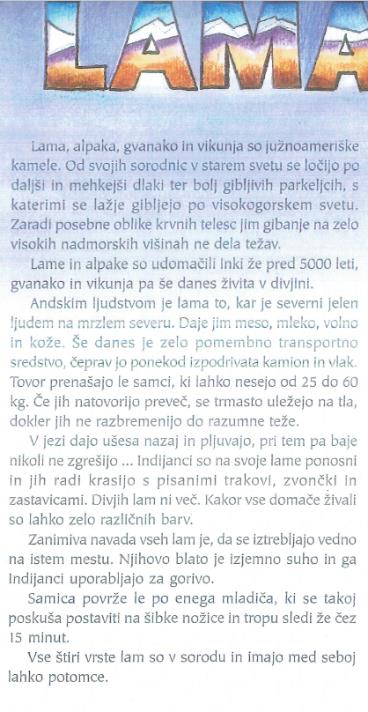 LAMA
Lama, alpaka, gvanako in vikunja so južnoameriške
kamele. Od svojih sorodnic v starem svetu se ločijo po
daljši in mehkejši dlaki ter bolj gibljivih parkeljcih, s
katerimi se lažje gibljejo po visokogorskem svetu.
Zaradi posebne oblike krvnih telesc jim gibanje na zelo
visokih nadmorskih višinah ne dela težav.
Lame in alpake so udomačili Inki že pred 5000 leti,
gvanako in vikunja pa še danes živita v divjini.
Andskim ljudstvom je lama to, kar je severni jelen
ljudem na mrzlem severu. Daje jim meso, mleko, volno
in kože. Še danes je zelo pomembno transportno
sredstvo, čeprav jo ponekod izpodrivata kamion in vlak.
Tovor prenašajo le samci, ki lahko nesejo od 25 do 60
kg. Če jih natovorijo preveč, se trmasto uležejo na tla,
dokler jih ne razbremenijo do razumne teže.
V jezi dajo ušesa nazaj in pljuvajo, pri tem pa baje
nikoli ne zgrešijo ... Indijanci so na svoje lame ponosni
in jih radi krasijo s pisanimi trakovi, zvončki in
zastavicami. Divjih lam ni več. Kakor vse domače živali
so lahko zelo različnih barv.
Zanimiva navada vseh lam je, da se iztrebljajo vedno
na istem mestu. Njihovo blato je izjemno suho in ga
Indijanci uporabljajo za gorivo.
Samica povrže le po enega mladiča, ki se takoj
poskuša postaviti na šibke nožice in tropu sledi že čez
15 minut.
Vse štiri vrste lam so v sorodu in imajo med seboj
lahko potomce.